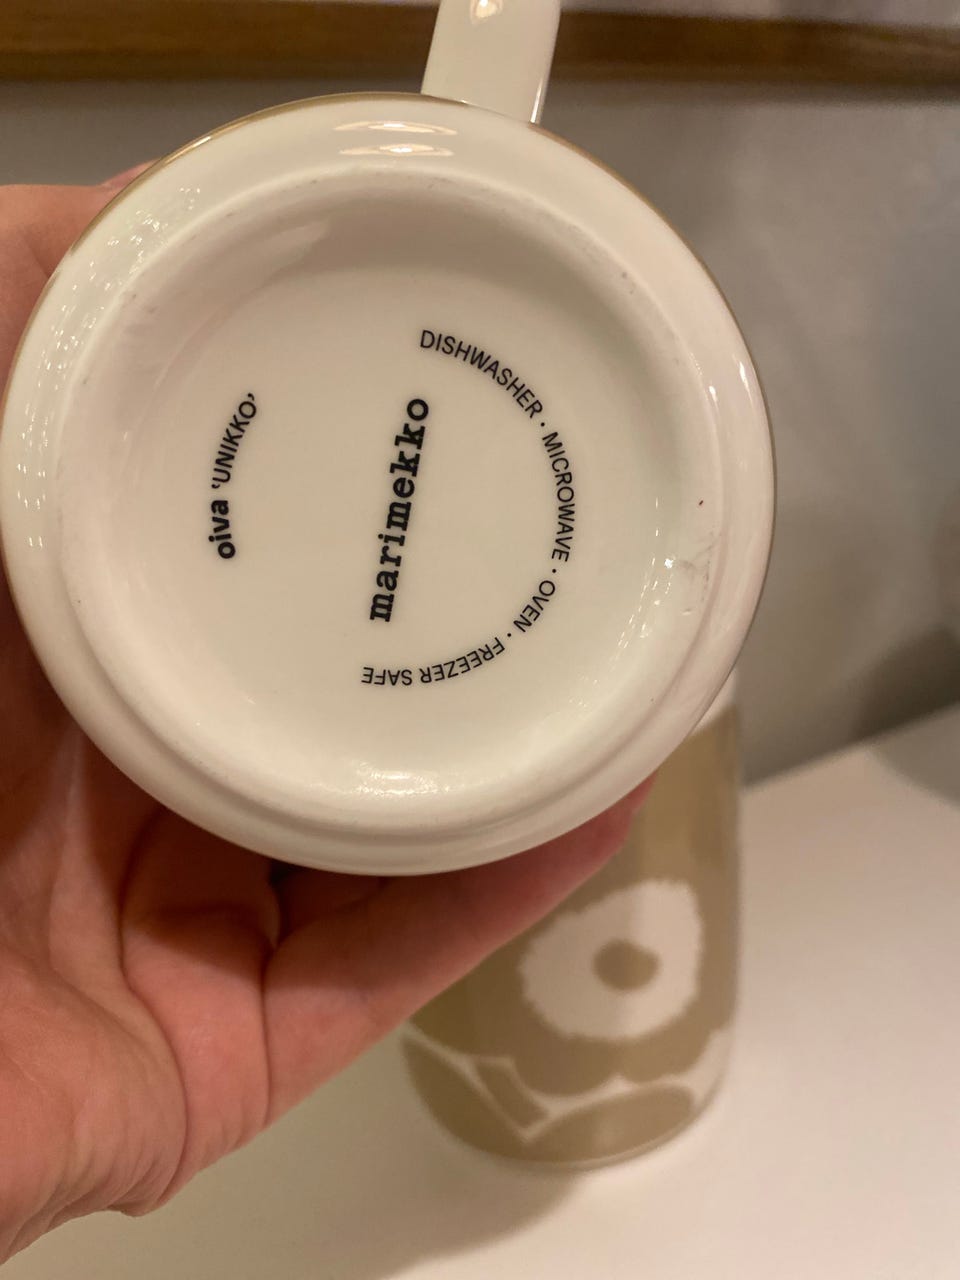 oiva 'UNIKKO'
marimekko
DISHWASHER · MICROWAVE · OVEN · FREEZER SAFE